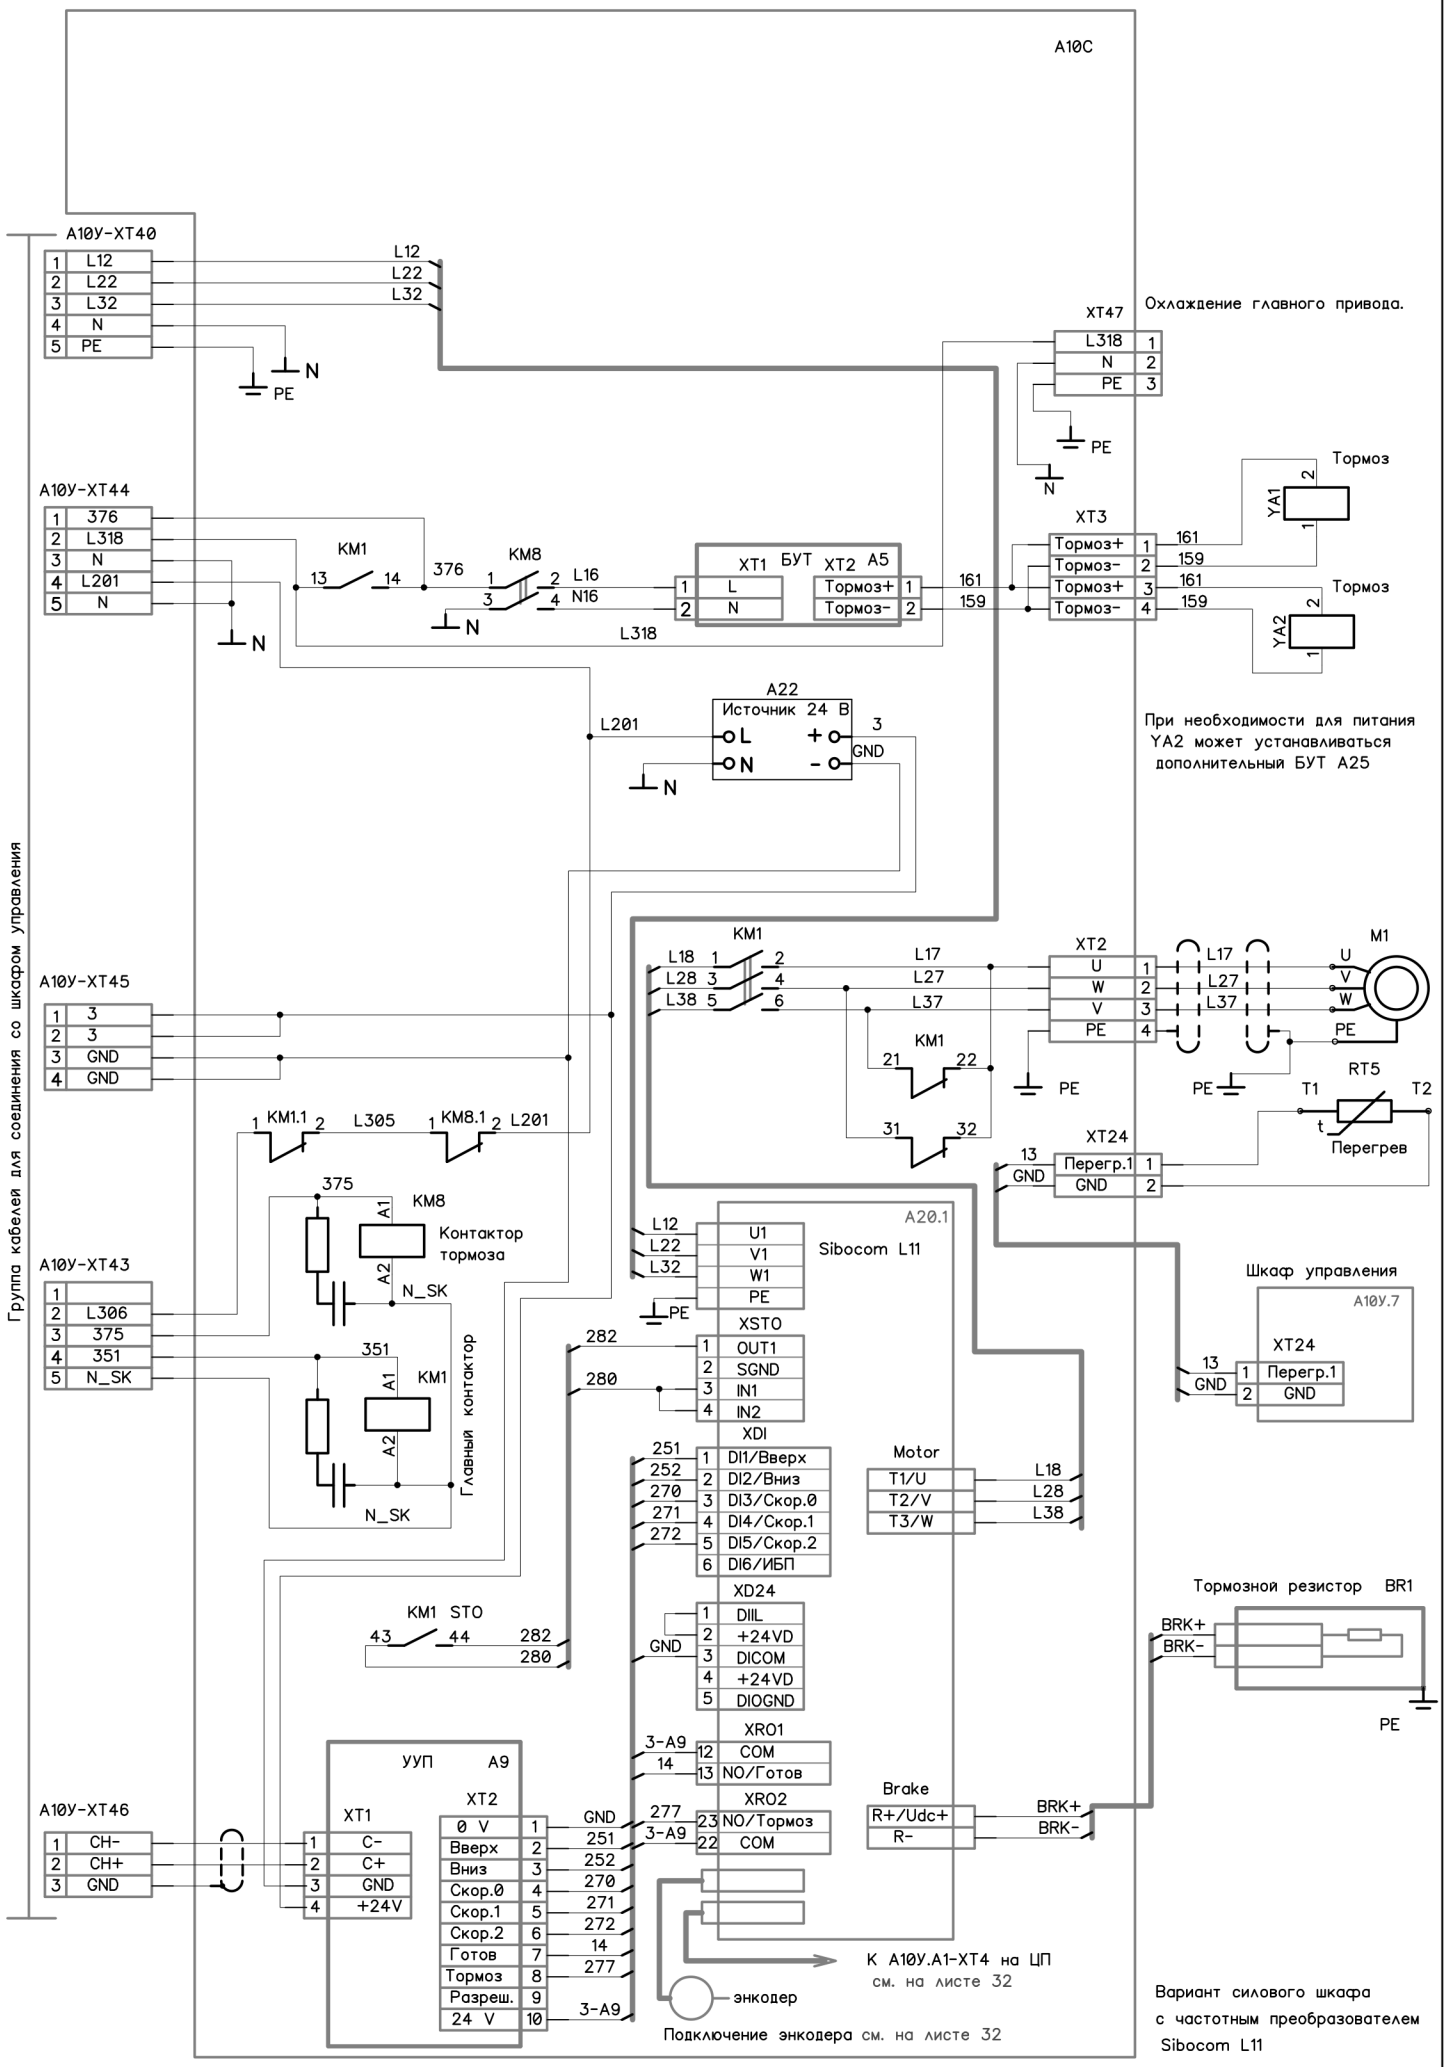 A10C
A10У-XT40
1 L12
2 L22
3 L32
4 N
5 PE
L12
L22
L32
N
PE
XT47
Охлаждение главного привода.
L318 1
N 2
PE 3
PE
N
A10У-XT44
1 376
2 L318
3 N
4 L201
5 N
N
KM1
13 14
376
KM8
1 2
3 4
N
L16
N16
L318
БУТ A5
XT1 XT2
1 L
2 N
Тормоз+ 1
Тормоз- 2
161
159
XT3
Тормоз+ 1
Тормоз- 2
Тормоз+ 3
Тормоз- 4
161
159
161
159
Тормоз
YA1
2
1
Тормоз
YA2
2
1
A22
Источник 24 В
L +
N -
L201
N
3
GND
При необходимости для питания
YA2 может устанавливаться
дополнительный БУТ A25
Группа кабелей для соединения со шкафом управления
A10У-XT45
1 3
2 3
3 GND
4 GND
KM1
L18 1 2
L28 3 4
L38 5 6
L17
L27
L37
KM1
21 22
31 32
XT2
U 1
W 2
V 3
PE 4
PE
L17
L27
L37
M1
U
V
W
PE
PE
RT5
T1 T2
t
Перегрев
XT24
Перегр.1 1
GND 2
13
GND
1 KM1.1 2
L305
1 KM8.1 2
L201
375
A1
A2
KM8
Контактор
тормоза
N_SK
A10У-XT43
1
2 L306
3 375
4 351
5 N_SK
351
A1
A2
KM1
Главный контактор
N_SK
A20.1
Sibocom L11
L12
L22
L32
PE
U1
V1
W1
PE
XSTO
282
280
1 OUT1
2 SGND
3 IN1
4 IN2
XDI
251
252
270
271
272
1 DI1/Вверх
2 DI2/Вниз
3 DI3/Скор.0
4 DI4/Скор.1
5 DI5/Скор.2
6 DI6/ИБП
Motor
T1/U
T2/V
T3/W
L18
L28
L38
Шкаф управления
A10У.7
XT24
13
GND
1 Перегр.1
2 GND
XD24
GND
1 DIIL
2 +24VD
3 DICOM
4 +24VD
5 DIOGND
KM1 STO
43 44
282
280
Тормозной резистор BR1
BRK+
BRK-
PE
XRO1
3-A9
14
12 COM
13 NO/Готов
XRO2
277
3-A9
23 NO/Тормоз
22 COM
Brake
R+/Udc+
R-
BRK+
BRK-
A10У-XT46
1 CH-
2 CH+
3 GND
УУП A9
XT1
1 C-
2 C+
3 GND
4 +24V
XT2
0 V 1
Вверх 2
Вниз 3
Скор.0 4
Скор.1 5
Скор.2 6
Готов 7
Тормоз 8
Разреш. 9
24 V 10
GND
251
252
270
271
272
14
277
3-A9
К A10У.A1-XT4 на ЦП
см. на листе 32
энкодер
Подключение энкодера см. на листе 32
Вариант силового шкафа
с частотным преобразователем
Sibocom L11